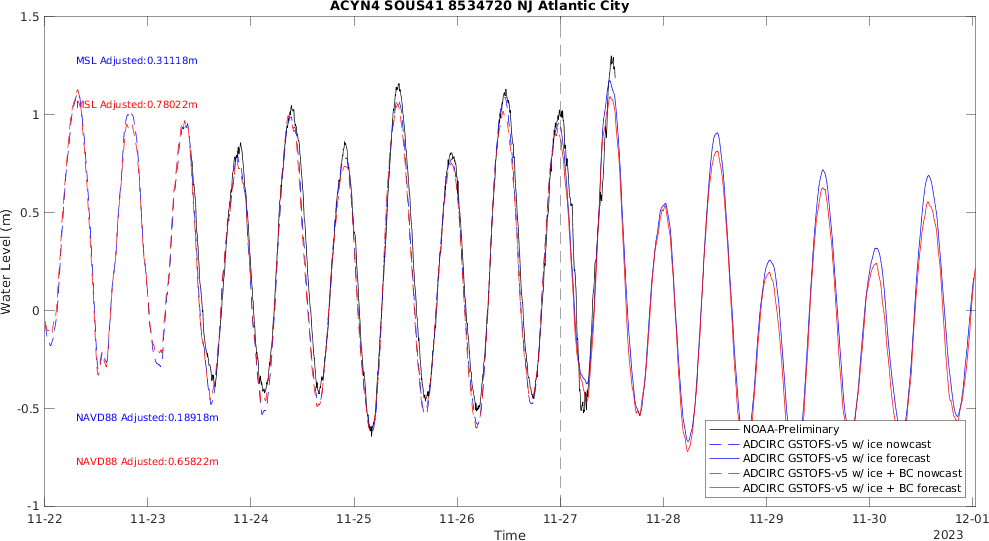 ACYN4 SOUS41 8534720 NJ Atlantic City
1.5
1
0.5
0
-0.5
-1
Water Level (m)
MSL Adjusted:0.31118m
MSL Adjusted:0.78022m
NAVD88 Adjusted:0.18918m
NAVD88 Adjusted:0.65822m
NOAA-Preliminary
ADCIRC GSTOFS-v5 w/ ice nowcast
ADCIRC GSTOFS-v5 w/ ice forecast
ADCIRC GSTOFS-v5 w/ ice + BC nowcast
ADCIRC GSTOFS-v5 w/ ice + BC forecast
11-22 11-23 11-24 11-25 11-26 11-27 11-28 11-29 11-30 12-01
Time
2023